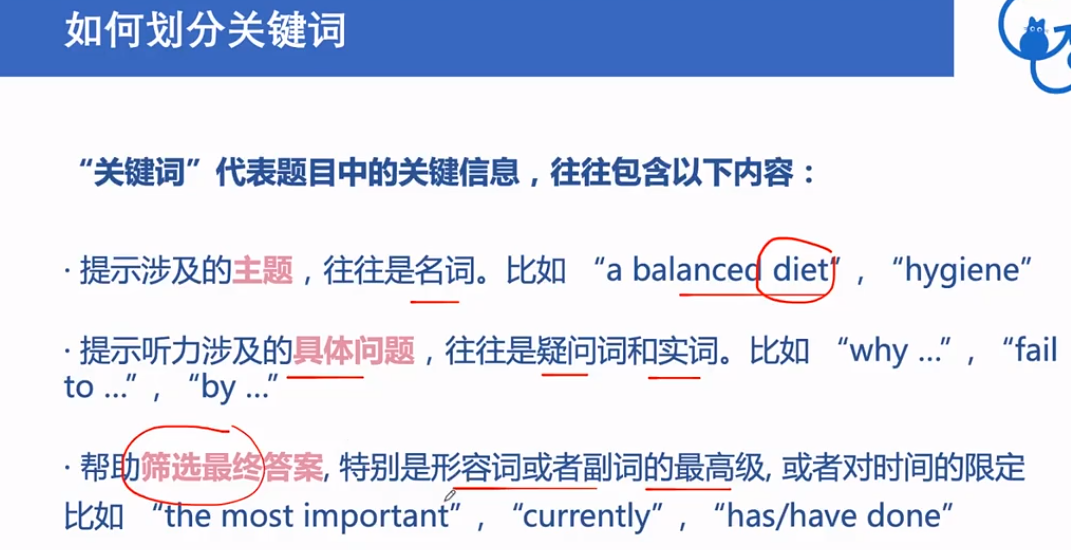 如何划分关键词
“关键词”代表题目中的关键信息，往往包含以下内容：
· 提示涉及的主题，往往是名词。比如 “a balanced diet”，“hygiene”
· 提示听力涉及的具体问题，往往是疑问词和实词。比如 “why …”，“fail
to …”，“by …”
· 帮助筛选最终答案, 特别是形容词或者副词的最高级, 或者对时间的限定
比如 “the most important”，“currently”，“has/have done”